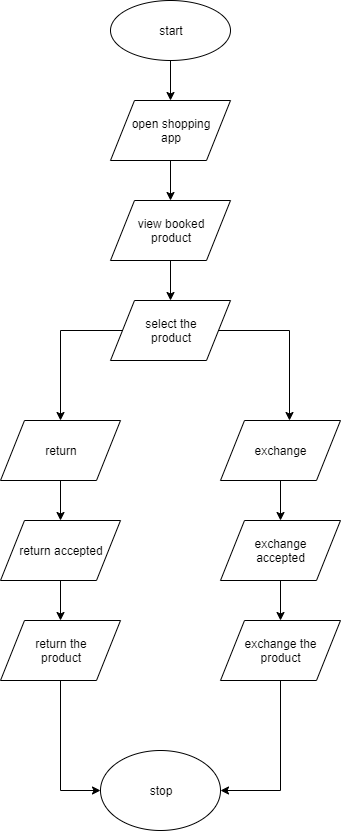 start
open shopping
app
view booked
product
select the
product
return
exchange
return accepted
exchange
accepted
return the
product
exchange the
product
stop